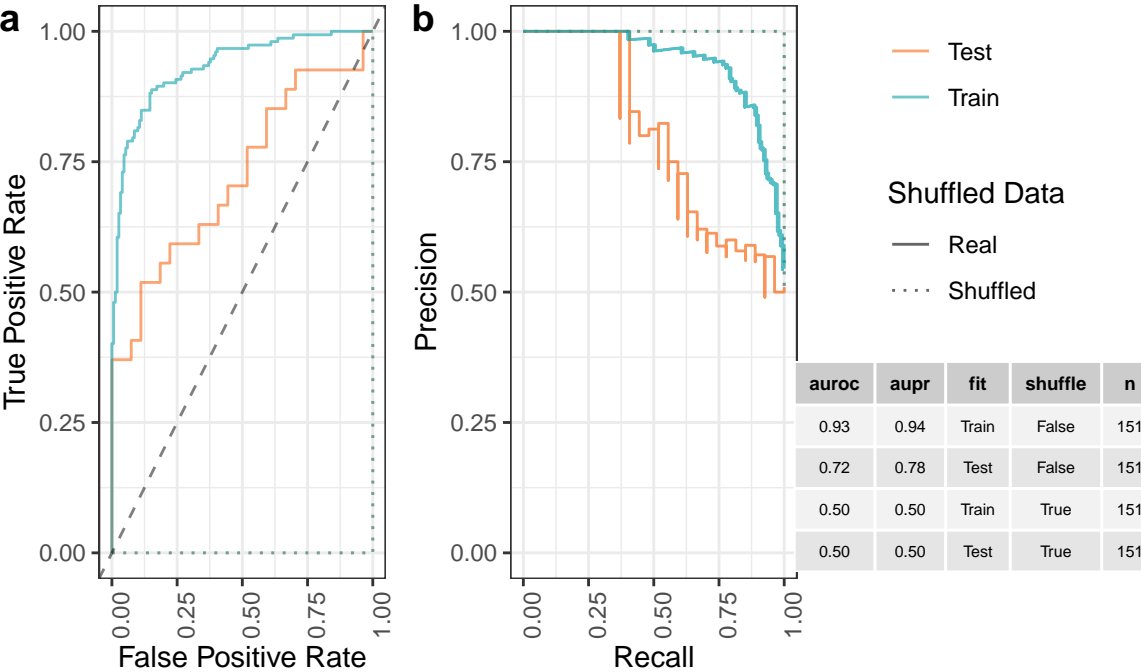 a
1.00
0.75
0.50
0.25
0.00
True Positive Rate
0.00
0.25
0.50
0.75
1.00
False Positive Rate
b
1.00
0.75
0.50
0.25
0.00
Precision
0.00
0.25
0.50
0.75
1.00
Recall
Test
Train
Shuffled Data
Real
Shuffled
auroc aupr fit shuffle n
0.93 0.94 Train False 151
0.72 0.78 Test False 151
0.50 0.50 Train True 151
0.50 0.50 Test True 151